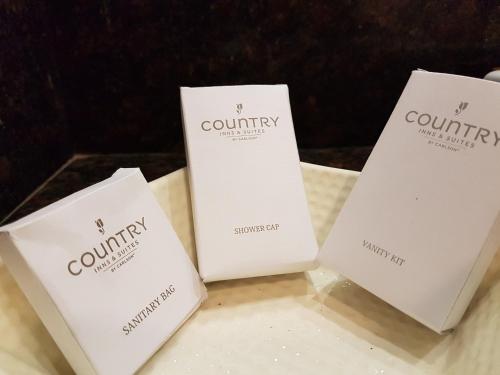 COUNTRY
INNS & SUITES
BY CARLSON
SANITARY BAG
COUNTRY
INNS & SUITES
BY CARLSON
SHOWER CAP
COUNTRY
INNS & SUITES
BY CARLSON
VANITY KIT